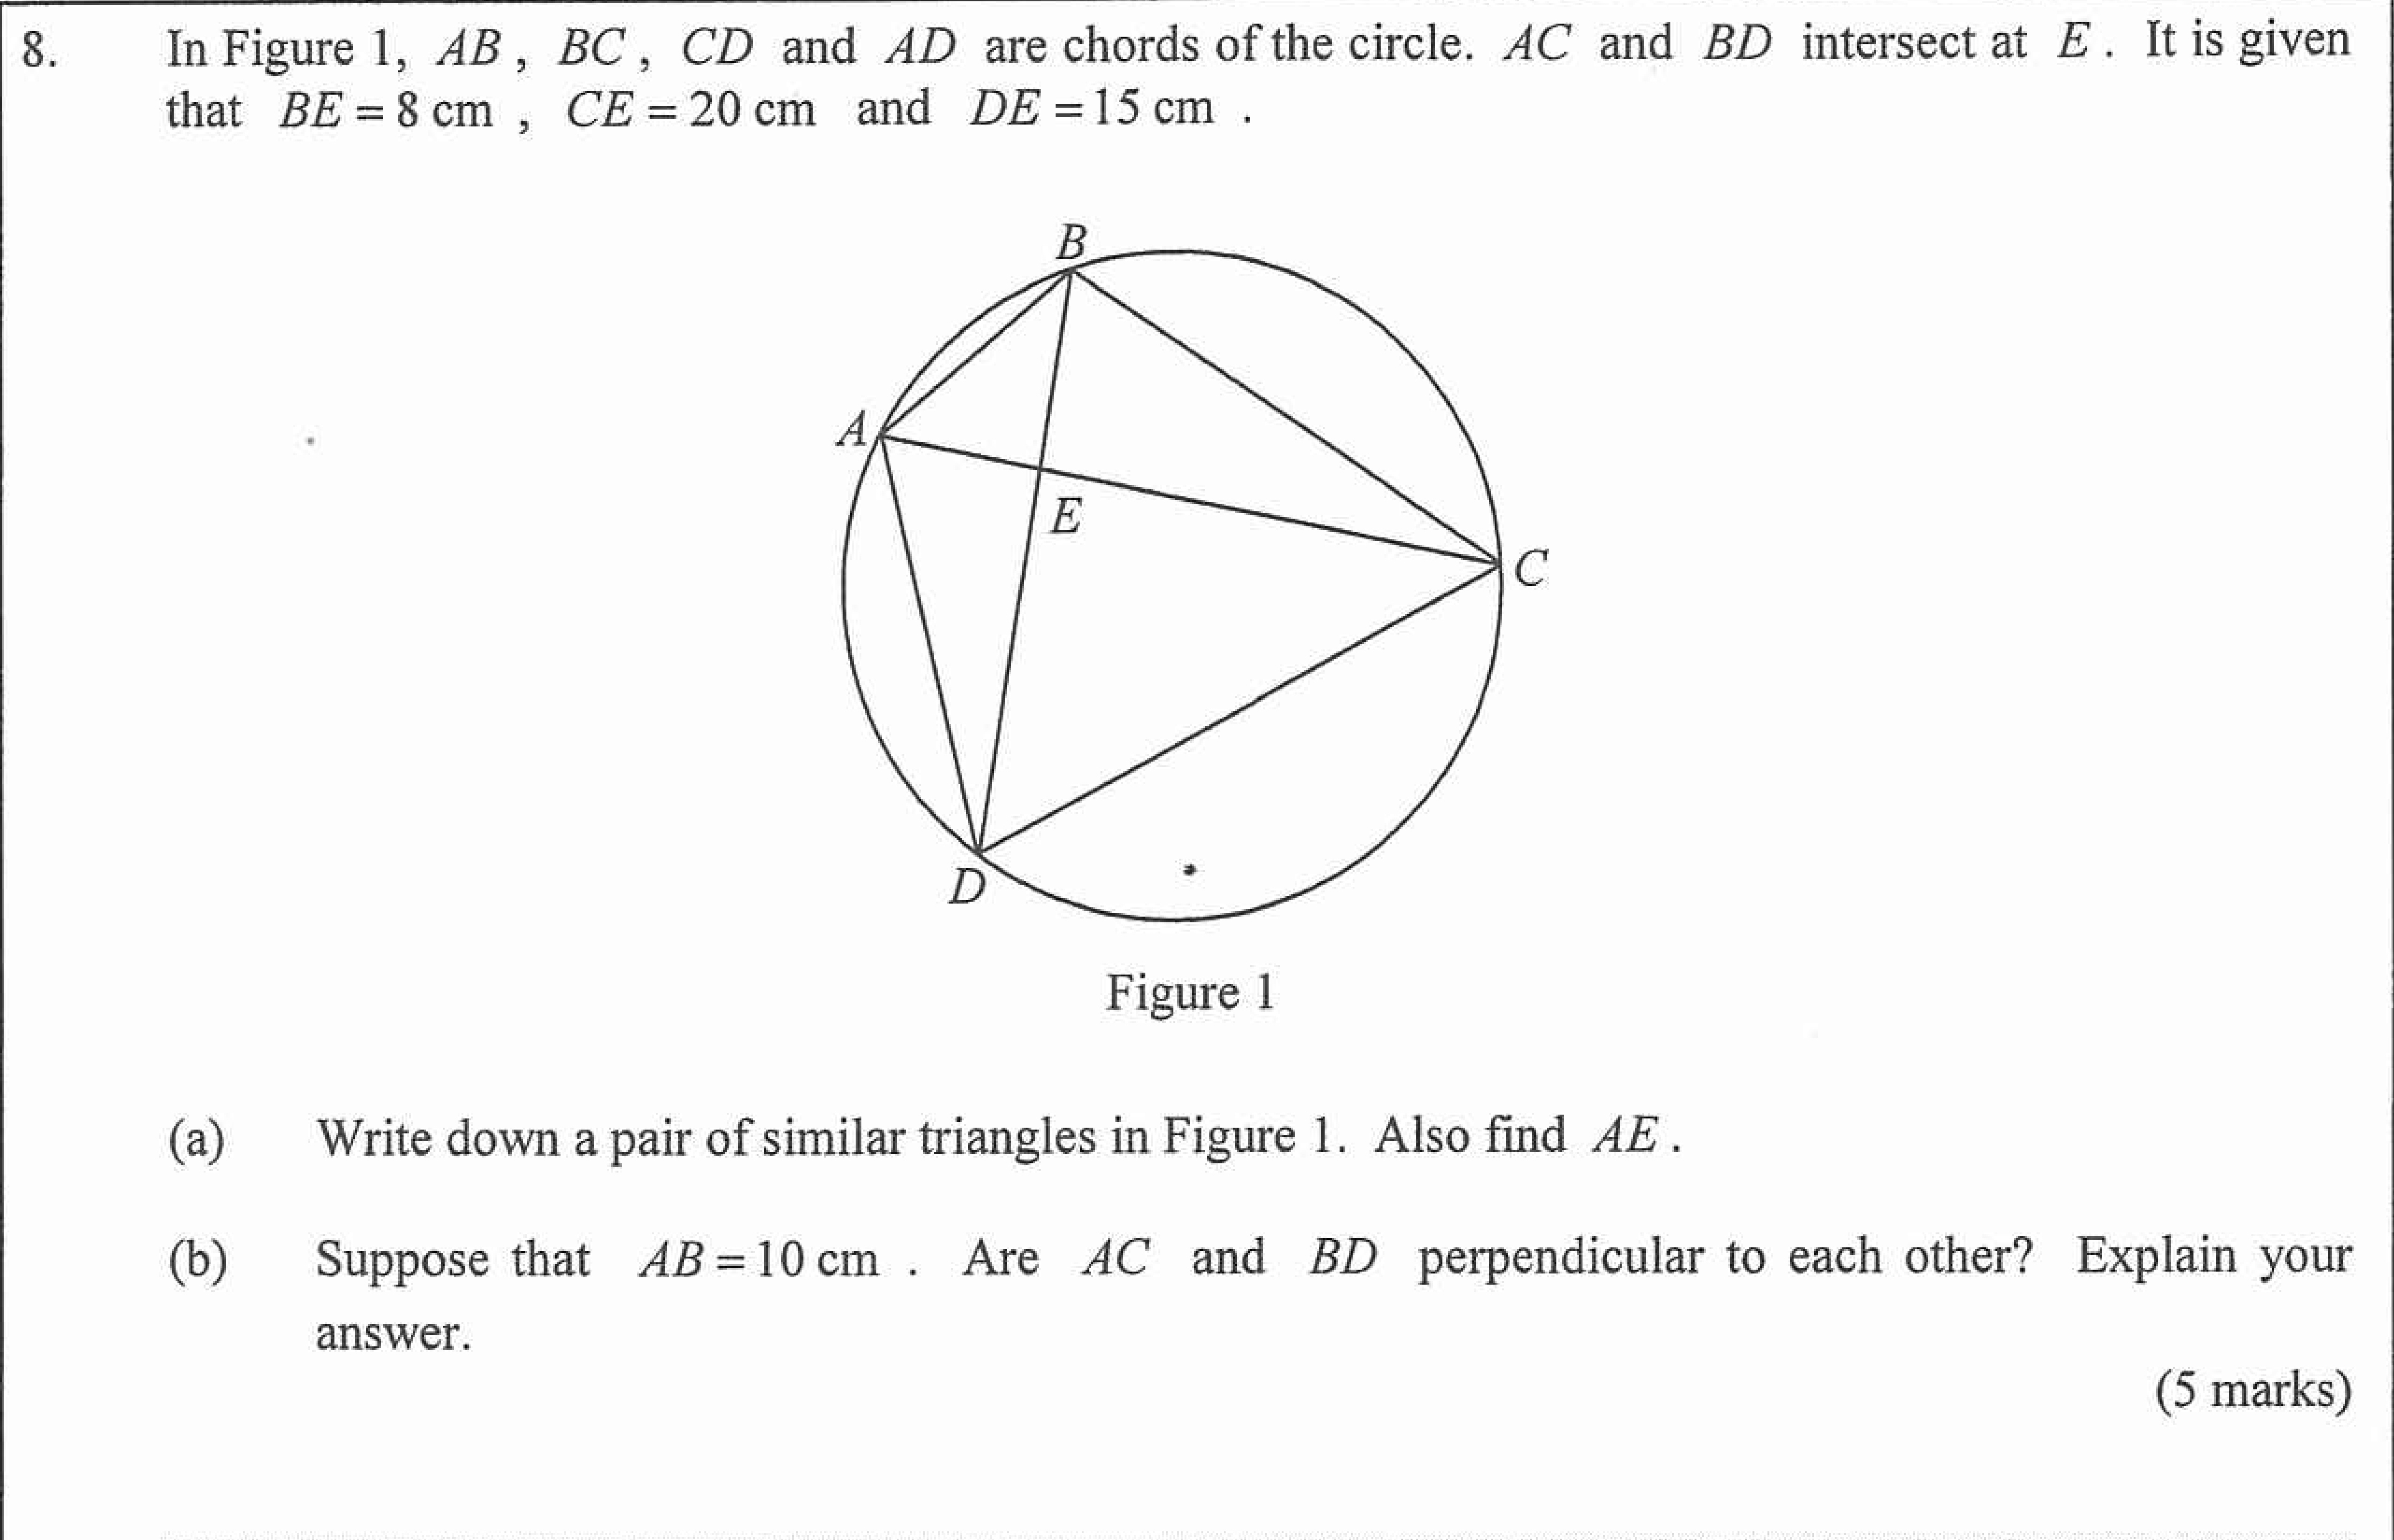 8. In Figure 1, AB , BC , CD and AD are chords of the circle. AC and BD intersect at E . It is given
that BE = 8 cm , CE = 20 cm and DE = 15 cm .
B
A
E
C
D
Figure 1
(a) Write down a pair of similar triangles in Figure 1. Also find AE .
(b) Suppose that AB = 10 cm . Are AC and BD perpendicular to each other? Explain your
answer.
(5 marks)